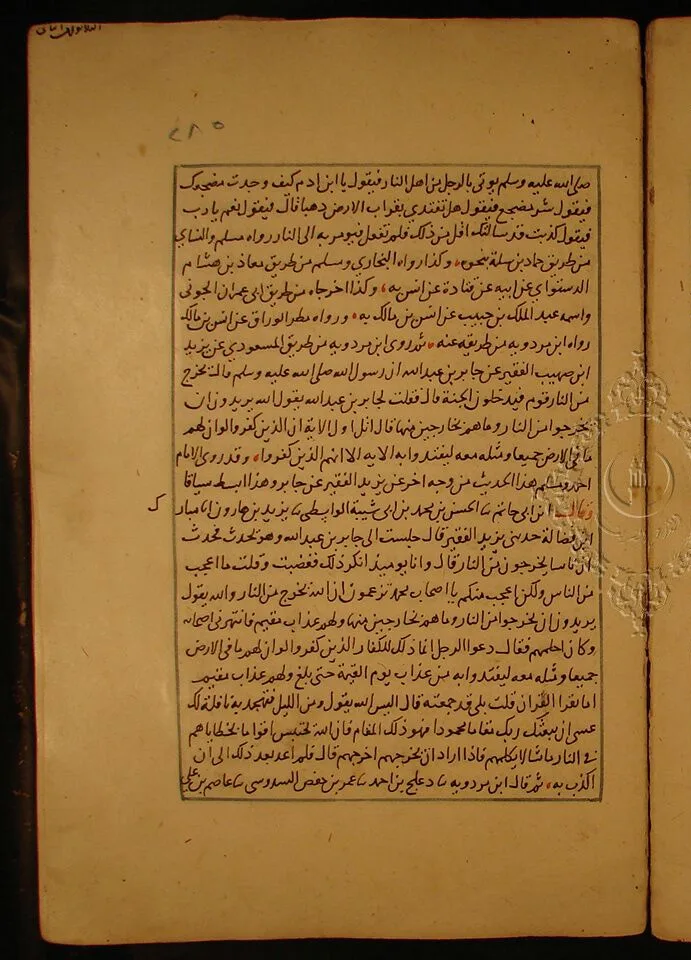 ٢٨٥
صلى الله عليه وسلم يوتى بالرجل من اهل النار فيقول يا ابن ادم كيف وجدت مضجعك
فيقول شر مضجع فيقول هل تفتدي بقراب الارض ذهبا قال فيقول نعم يا رب
فيقول كذبت قد سالتك اقل من ذلك فلم تفعل فيومر به الى النار رواه مسلم والنساي
من طريق حماد بن سلة بنحوه وكذا رواه البخاري ومسلم من طريق معاذ بن هشام
الدستواي عن ابيه عن قتادة عن انس به وكذا اخرجاه من طريق ابي عمران الجوني
واسمه عبد الملك بن حبيب عن انس بن مالك به ورواه مطر الوراق عن انس بن مالك
رواه ابن مردويه من طريقه عنه ثم روى ابن مردويه من طريق المسعودي عن يزيد
ابن صهيب الفقير عن جابر بن عبد الله ان رسول الله صلى الله عليه وسلم قال يخرج
من النار قوم فيدخلون الجنة قال فقلت لجابر بن عبد الله يقول الله يريدون ان
يخرجوا من النار وما هم بخارجين منها قال اتل اول الاية ان الذين كفروا لو ان لهم
ما في الارض جميعا ومثله معه ليفتدوا به الايه الا انهم الذين كفروا وقد روى الامام
احمد ومسلم هذا الحديث من وجه اخر عن يزيد الفقير عن جابر وهذا ابسط سياقا
وقال ابن ابي حاتم ثنا الحسن بن محمد بن ابي شيبة الواسطي ثنا يزيد بن هارون انا مبارك
ابن فضالة حدثني يزيد الفقير قال جلست الى جابر بن عبد الله وهو يحدث فحدث
ان ناسا يخرجون من النار قال وانا يوميذ انكر ذلك فغضبت وقلت ما اعجب
من الناس ولكن اعجب منكم يا اصحاب محمد تزعمون ان الله يخرج من النار والله يقول
يريدون ان يخرجوا من النار وما هم بخارجين منها ولهم عذاب مقيم فانتهرني اصحابه
وكان احلمهم فقال دعوا الرجل انما ذلك للكفار ان الذين كفروا لو ان لهم ما في الارض
جميعا ومثله معه ليفتدوا به من عذاب يوم القيمة حتى بلغ ولهم عذاب مقيم
اما تقرا القران قلت بلى قد جمعته قال اليس الله يقول ومن الليل فتهجد به نافلة لك
عسى ان يبعثك ربك مقاما محمودا فهو ذلك المقام فان الله يحتبس اقواما بخطاياهم
في النار ما شا لا يكلمهم فاذا اراد ان يخرجهم اخرجهم قال فلم اعد بعد ذلك الى ان
اكذب به ثم قال ابن مردويه ثنا دعلج بن احمد ثنا عمر بن حفص السدوسي ثنا عاصم بن علي